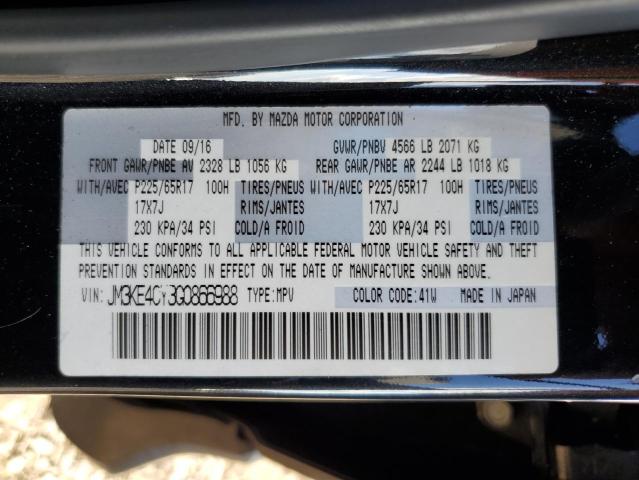 MFD. BY MAZDA MOTOR CORPORATION
DATE 09/16 GVWR/PNBV 4566 LB 2071 KG
FRONT GAWR/PNBE AV 2328 LB 1056 KG REAR GAWR/PNBE AR 2244 LB 1018 KG
WITH/AVEC P225/65R17 100H TIRES/PNEUS WITH/AVEC P225/65R17 100H TIRES/PNEUS
17X7J RIMS/JANTES 17X7J RIMS/JANTES
230 KPA/34 PSI COLD/A FROID 230 KPA/34 PSI COLD/A FROID
THIS VEHICLE CONFORMS TO ALL APPLICABLE FEDERAL MOTOR VEHICLE SAFETY AND THEFT
PREVENTION STANDARDS IN EFFECT ON THE DATE OF MANUFACTURE SHOWN ABOVE.
VIN: JM3KE4CY3G0866988 TYPE:MPV COLOR CODE:41W MADE IN JAPAN